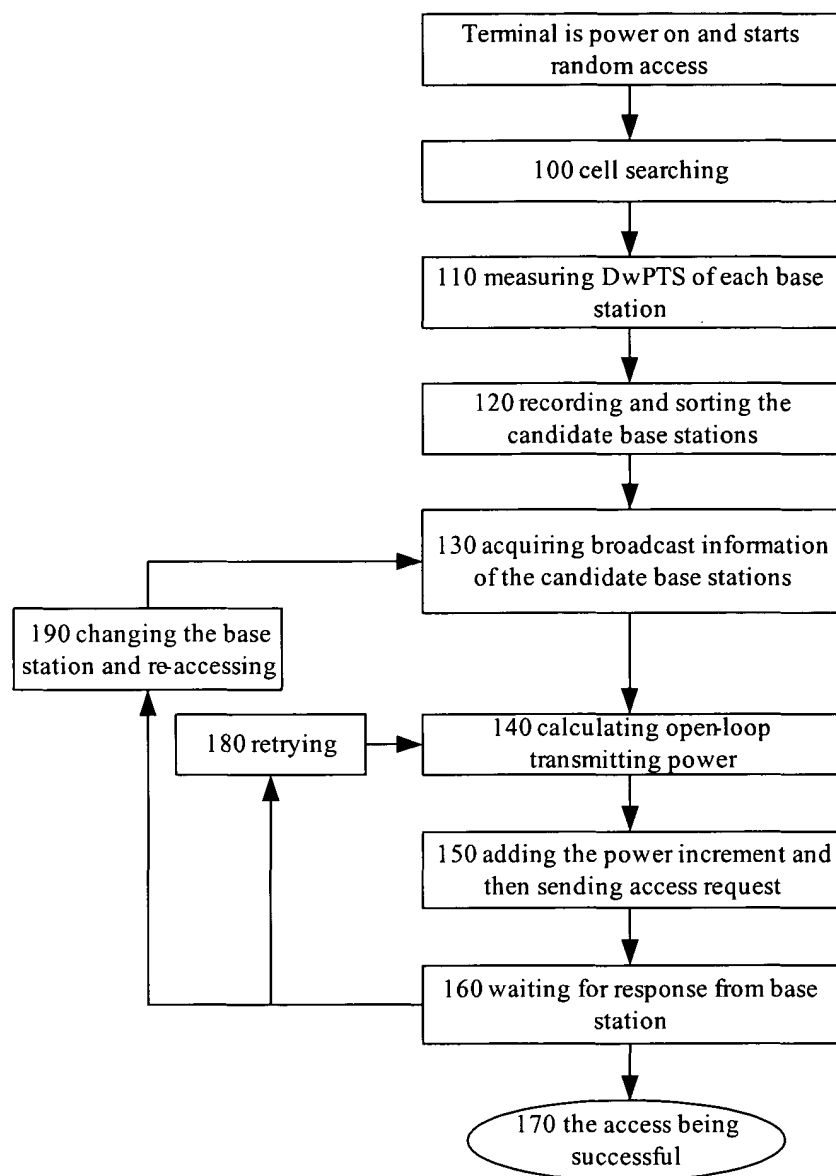 Terminal is power on and starts
random access
100 cell searching
110 measuring DwPTS of each base
station
120 recording and sorting the
candidate base stations
130 acquiring broadcast information
of the candidate base stations
190 changing the base
station and re-accessing
180 retrying
140 calculating open-loop
transmitting power
150 adding the power increment and
then sending access request
160 waiting for response from base
station
170 the access being
successful